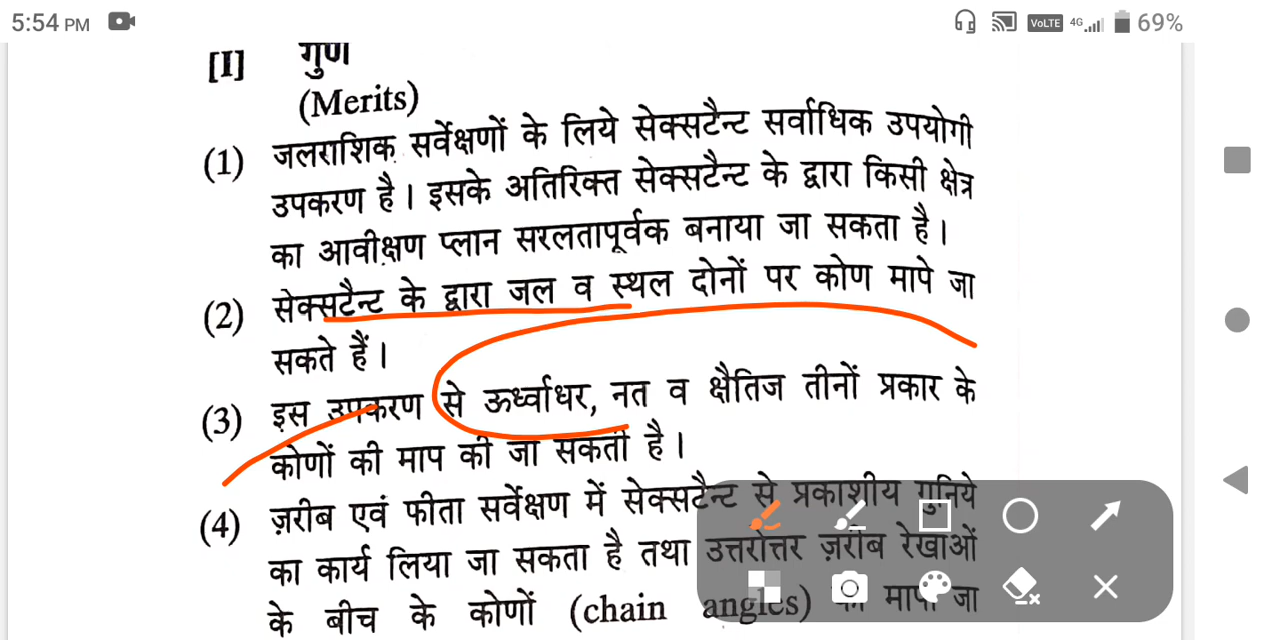 5:54 PM VoLTE 4G 69%
[I] गुण
(Merits)
(1) जलराशिक सर्वेक्षणों के लिये सेक्सटैन्ट सर्वाधिक उपयोगी
उपकरण है। इसके अतिरिक्त सेक्सटैन्ट के द्वारा किसी क्षेत्र
का आवीक्षण प्लान सरलतापूर्वक बनाया जा सकता है।
(2) सेक्सटैन्ट के द्वारा जल व स्थल दोनों पर कोण मापे जा
सकते हैं।
(3) इस उपकरण से ऊर्ध्वाधर, नत व क्षैतिज तीनों प्रकार के
कोणों की माप की जा सकती है।
(4) ज़रीब एवं फीता सर्वेक्षण में सेक्सटैन्ट से प्रकाशीय गुनिये
का कार्य लिया जा सकता है तथा उत्तरोत्तर ज़रीब रेखाओं
के बीच के कोणों (chain angles) को मापा जा